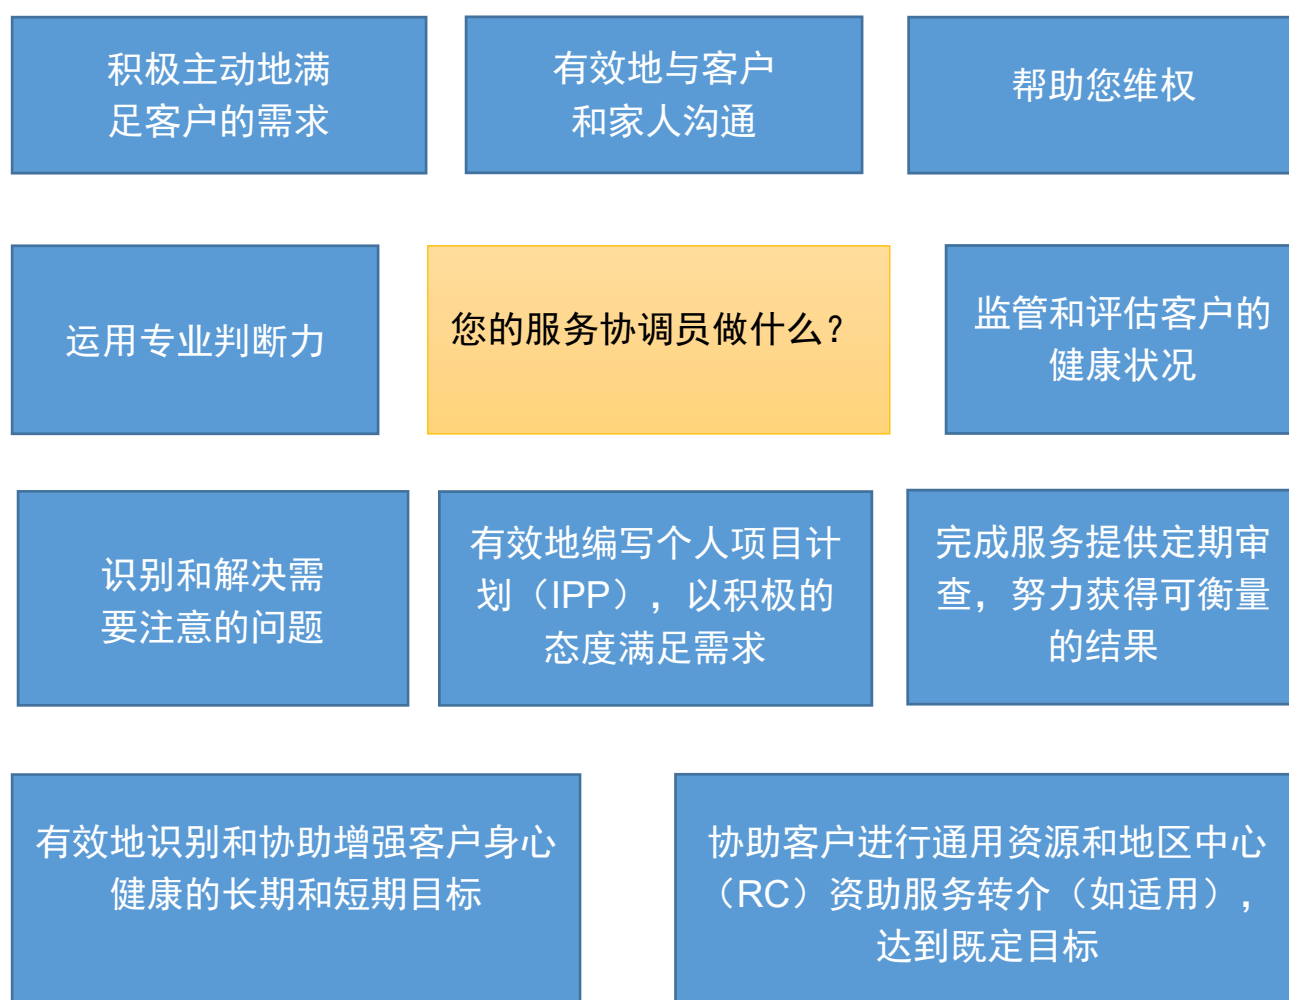 积极主动地满
足客户的需求
有效地与客户
和家人沟通
帮助您维权
运用专业判断力
您的服务协调员做什么？
监管和评估客户的
健康状况
识别和解决需
要注意的问题
有效地编写个人项目计
划（IPP），以积极的
态度满足需求
完成服务提供定期审
查，努力获得可衡量
的结果
有效地识别和协助增强客户身心
健康的长期和短期目标
协助客户进行通用资源和地区中心
（RC）资助服务转介（如适用），
达到既定目标